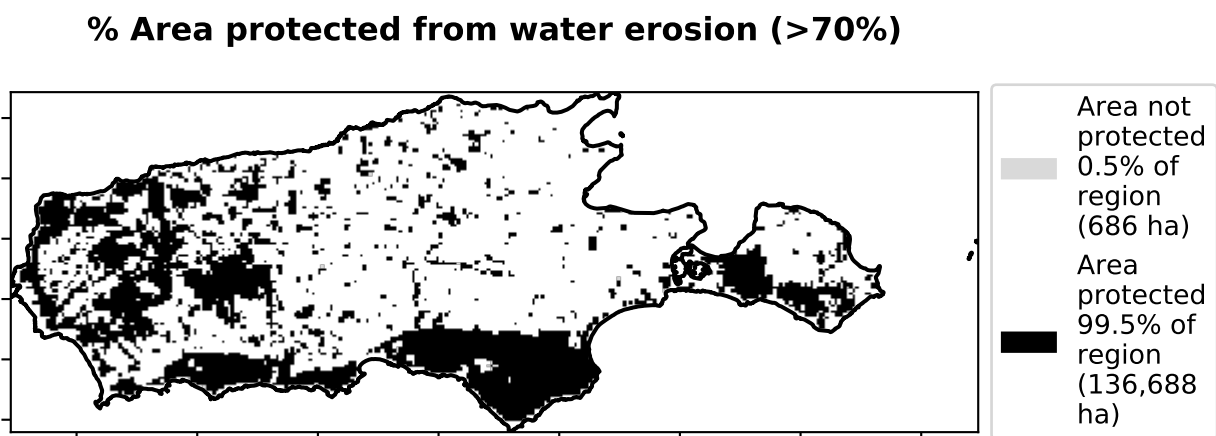 % Area protected from water erosion (>70%)
Area not
protected
0.5% of
region
(686 ha)
Area
protected
99.5% of
region
(136,688
ha)